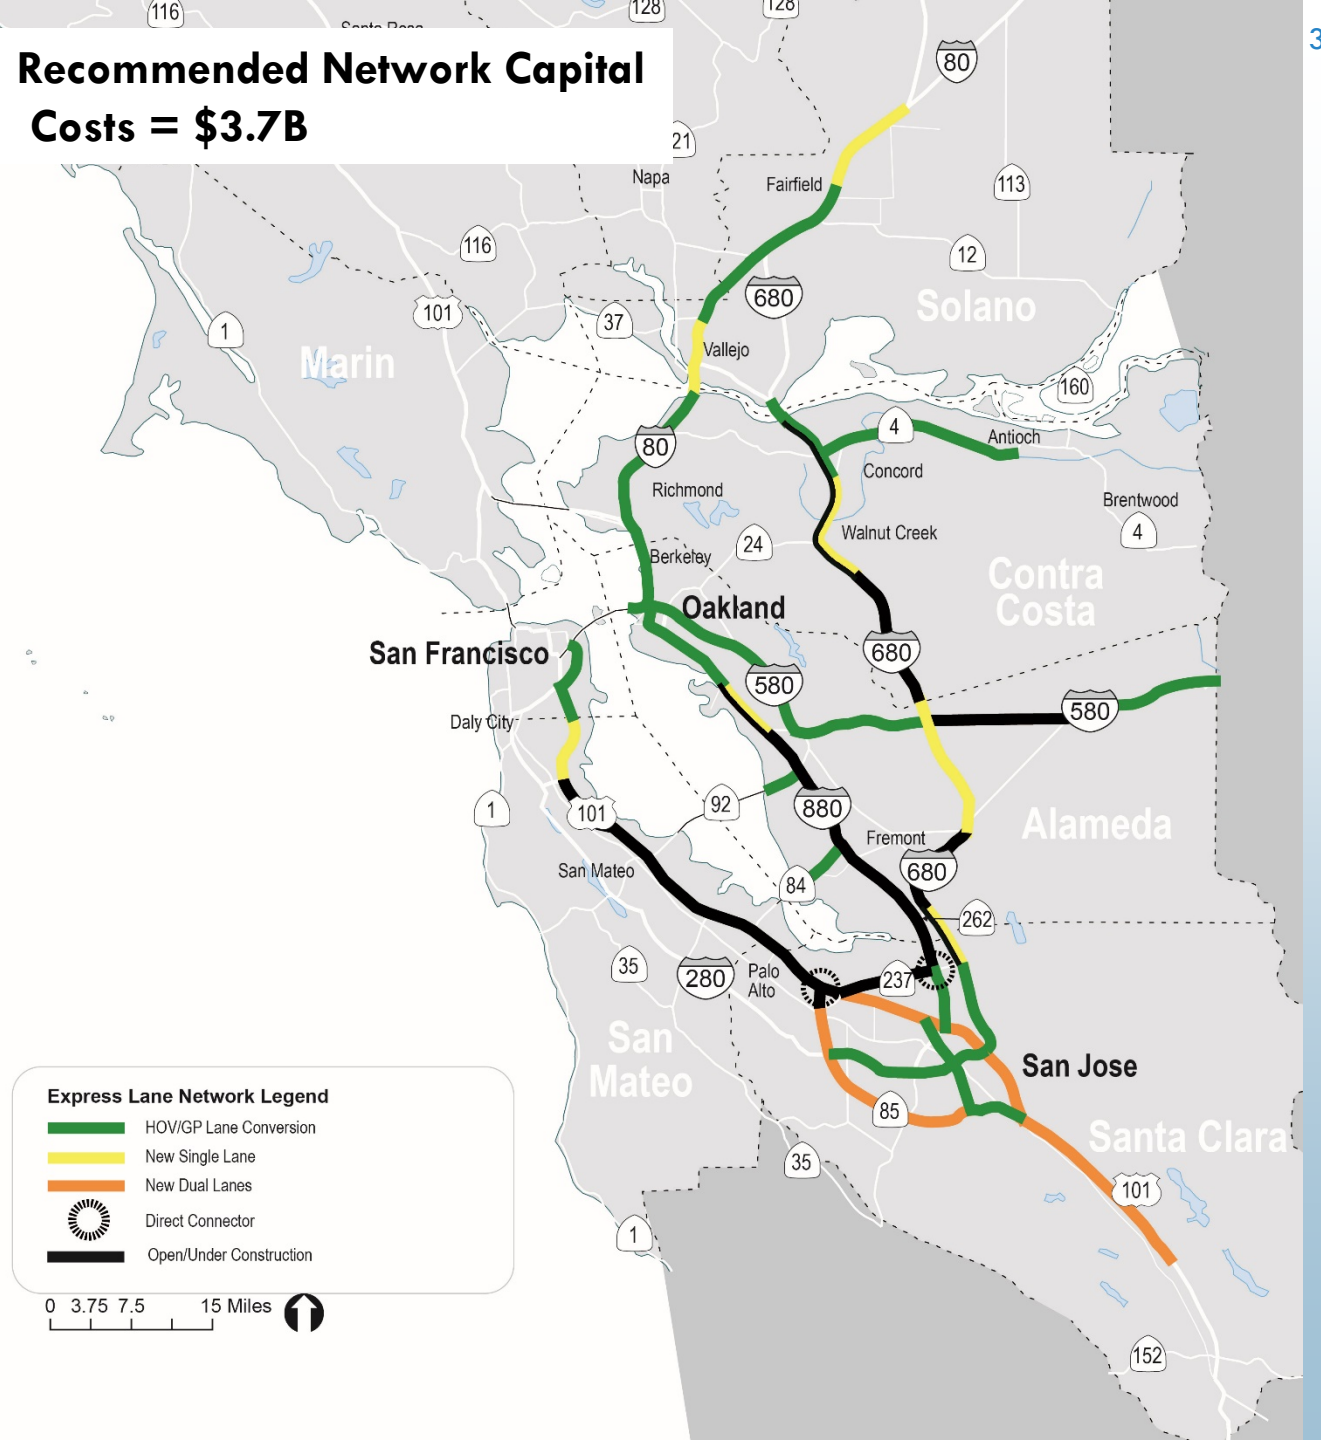 116
128
128
3
Santa Rosa
Recommended Network Capital
Costs = $3.7B
80
21
Napa
Fairfield
113
116
12
680
Solano
101
37
1
Vallejo
Marin
160
4
Antioch
80
Concord
Richmond
Brentwood
Walnut Creek
4
24
Berkeley
Contra
Costa
Oakland
San Francisco
680
580
580
Daly City
92
880
1
101
Alameda
Fremont
San Mateo
680
84
262
35
280
Palo
Alto
237
San
Mateo
San Jose
85
Santa Clara
35
101
1
152
Express Lane Network Legend
HOV/GP Lane Conversion
New Single Lane
New Dual Lanes
Direct Connector
Open/Under Construction
0 3.75 7.5 15 Miles